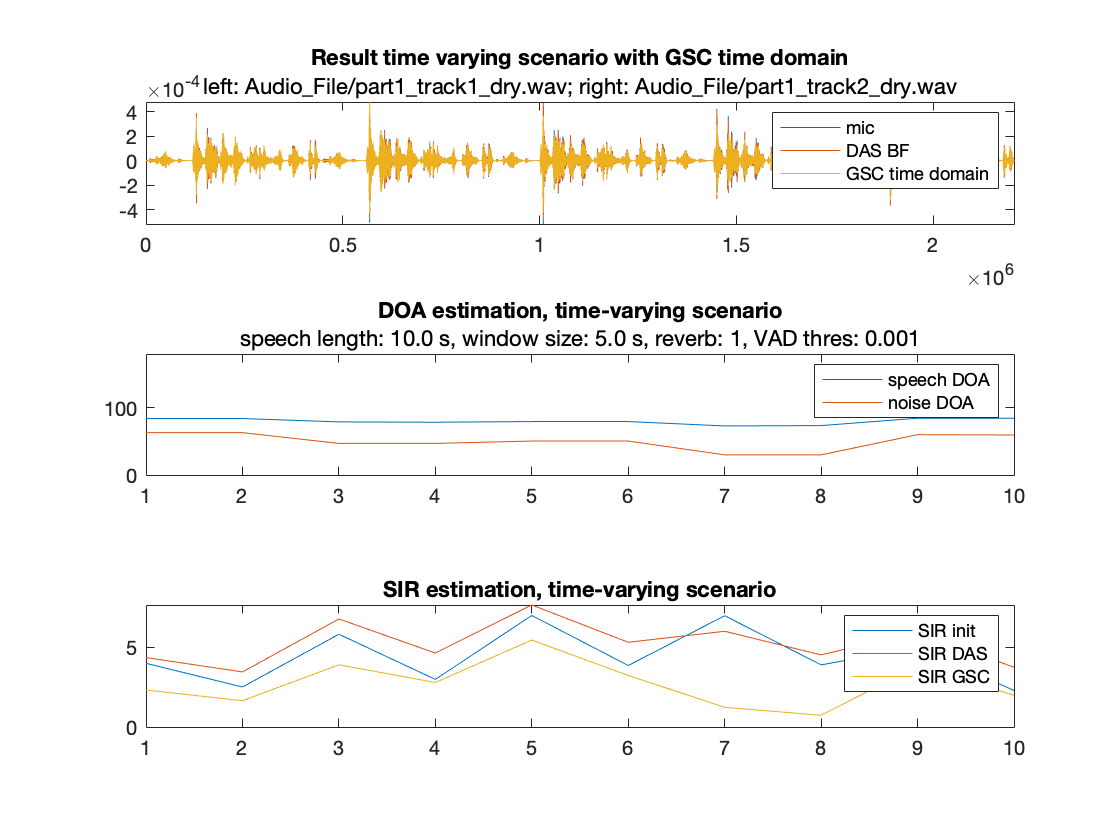 Result time varying scenario with GSC time domain
×10⁻⁴ left: Audio_File/part1_track1_dry.wav; right: Audio_File/part1_track2_dry.wav
4
2
0
-2
-4
mic
DAS BF
GSC time domain
0 0.5 1 1.5 2
×10⁶
DOA estimation, time-varying scenario
speech length: 10.0 s, window size: 5.0 s, reverb: 1, VAD thres: 0.001
100
0
speech DOA
noise DOA
1 2 3 4 5 6 7 8 9 10
SIR estimation, time-varying scenario
5
0
SIR init
SIR DAS
SIR GSC
1 2 3 4 5 6 7 8 9 10